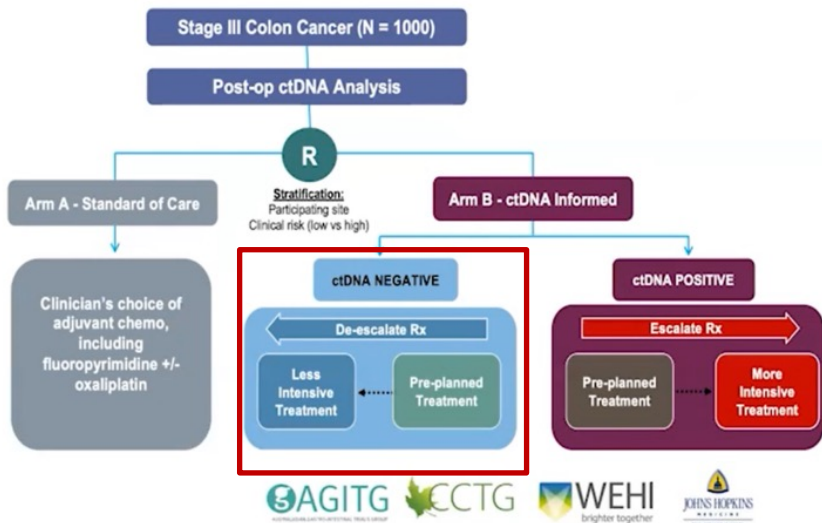 Stage III Colon Cancer (N = 1000)
Post-op ctDNA Analysis
R
Stratification:
Participating site
Clinical risk (low vs high)
Arm A - Standard of Care
Clinician's choice of
adjuvant chemo,
including
fluoropyrimidine +/-
oxaliplatin
Arm B - ctDNA Informed
ctDNA NEGATIVE
De-escalate Rx
Less
Intensive
Treatment
Pre-planned
Treatment
ctDNA POSITIVE
Escalate Rx
Pre-planned
Treatment
More
Intensive
Treatment
AGITG
CCTG
WEHI
brighter together
JOHNS HOPKINS
MEDICINE